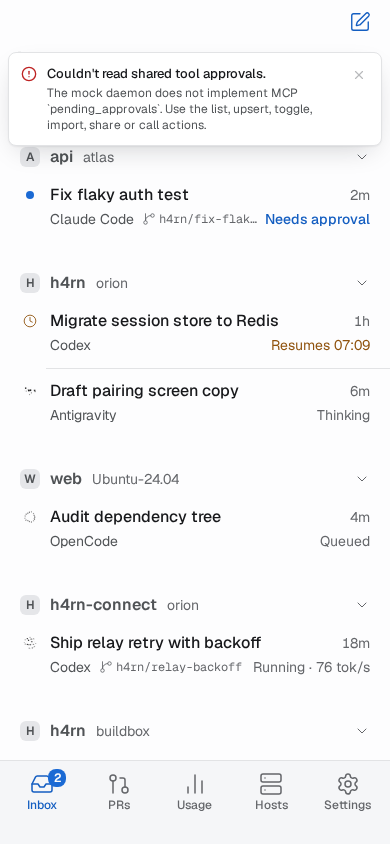 Couldn't read shared tool approvals.
The mock daemon does not implement MCP
`pending_approvals`. Use the list, upsert, toggle,
import, share or call actions.
A api atlas
Fix flaky auth test 2m
Claude Code h4rn/fix-flak… Needs approval
H h4rn orion
Migrate session store to Redis 1h
Codex Resumes 07:09
Draft pairing screen copy 6m
Antigravity Thinking
W web Ubuntu-24.04
Audit dependency tree 4m
OpenCode Queued
H h4rn-connect orion
Ship relay retry with backoff 18m
Codex h4rn/relay-backoff Running · 76 tok/s
H h4rn buildbox
2
Inbox PRs Usage Hosts Settings